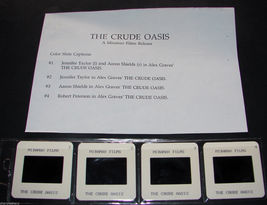 THE CRUDE OASIS
A Miramax Films Release
Color Slide Captions
#1 Jennifer Taylor (l) and Aaron Shields (r) in Alex Graves'
THE CRUDE OASIS.
#2 Jennifer Taylor in Alex Graves' THE CRUDE OASIS.
#3 Aaron Shields in Alex Graves' THE CRUDE OASIS.
#4 Robert Peterson in Alex Graves' THE CRUDE OASIS.
MIRAMAX FILMS
MIRAMAX FILMS
MIRAMAX FILMS
MIRAMAX FILMS
THE CRUDE OASIS
THE CRUDE OASIS
THE CRUDE OASIS
THE CRUDE OASIS